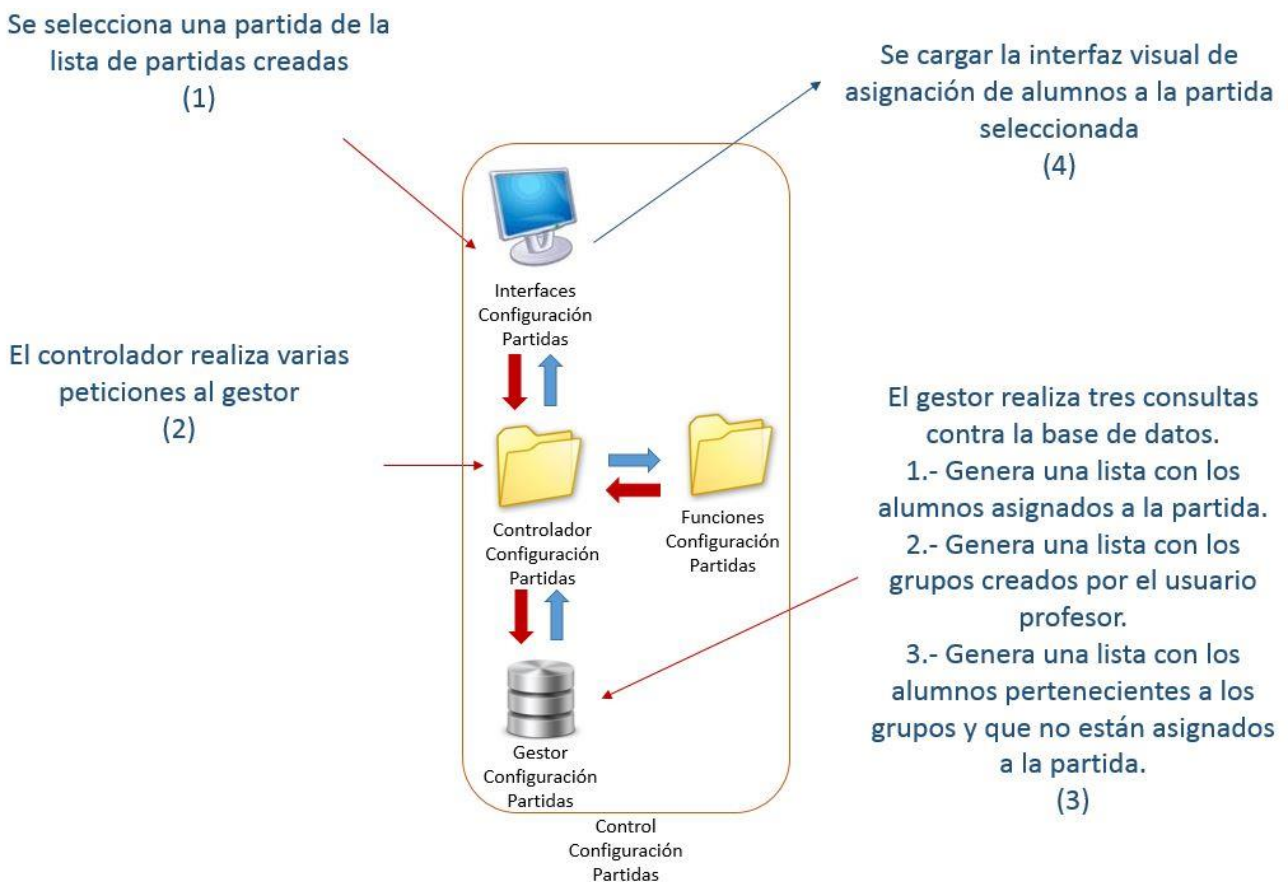 Se selecciona una partida de la
lista de partidas creadas
(1)
Se cargar la interfaz visual de
asignación de alumnos a la partida
seleccionada
(4)
Interfaces
Configuración
Partidas
El controlador realiza varias
peticiones al gestor
(2)
Controlador
Configuración
Partidas
Funciones
Configuración
Partidas
El gestor realiza tres consultas
contra la base de datos.
1.- Genera una lista con los
alumnos asignados a la partida.
2.- Genera una lista con los
grupos creados por el usuario
profesor.
3.- Genera una lista con los
alumnos pertenecientes a los
grupos y que no están asignados
a la partida.
(3)
Gestor
Configuración
Partidas
Control
Configuración
Partidas